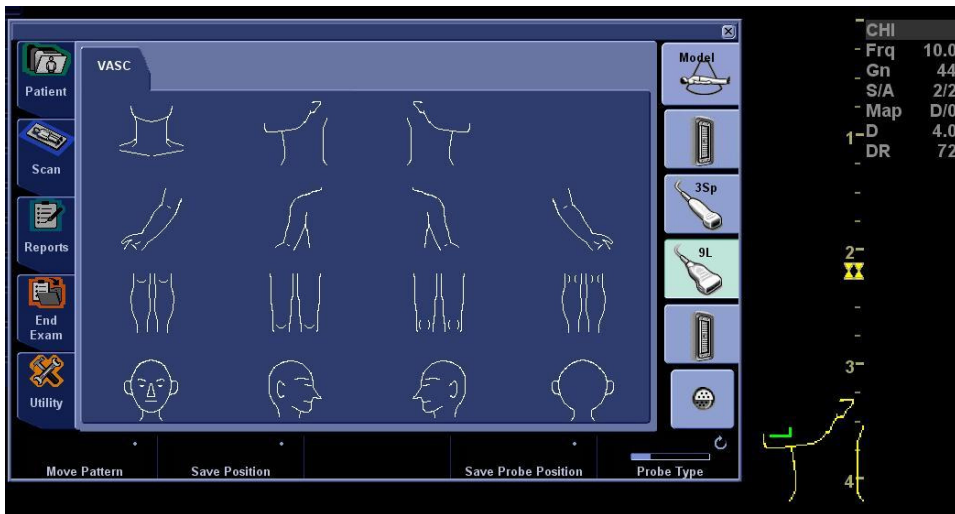 VASC
Patient
Scan
Reports
End
Exam
Utility
Model
3Sp
9L
Move Pattern
Save Position
Save Probe Position
Probe Type
CHI
Frq 10.0
Gn 44
S/A 2/2
Map D/0
D 4.0
DR 72
1
2
3
4